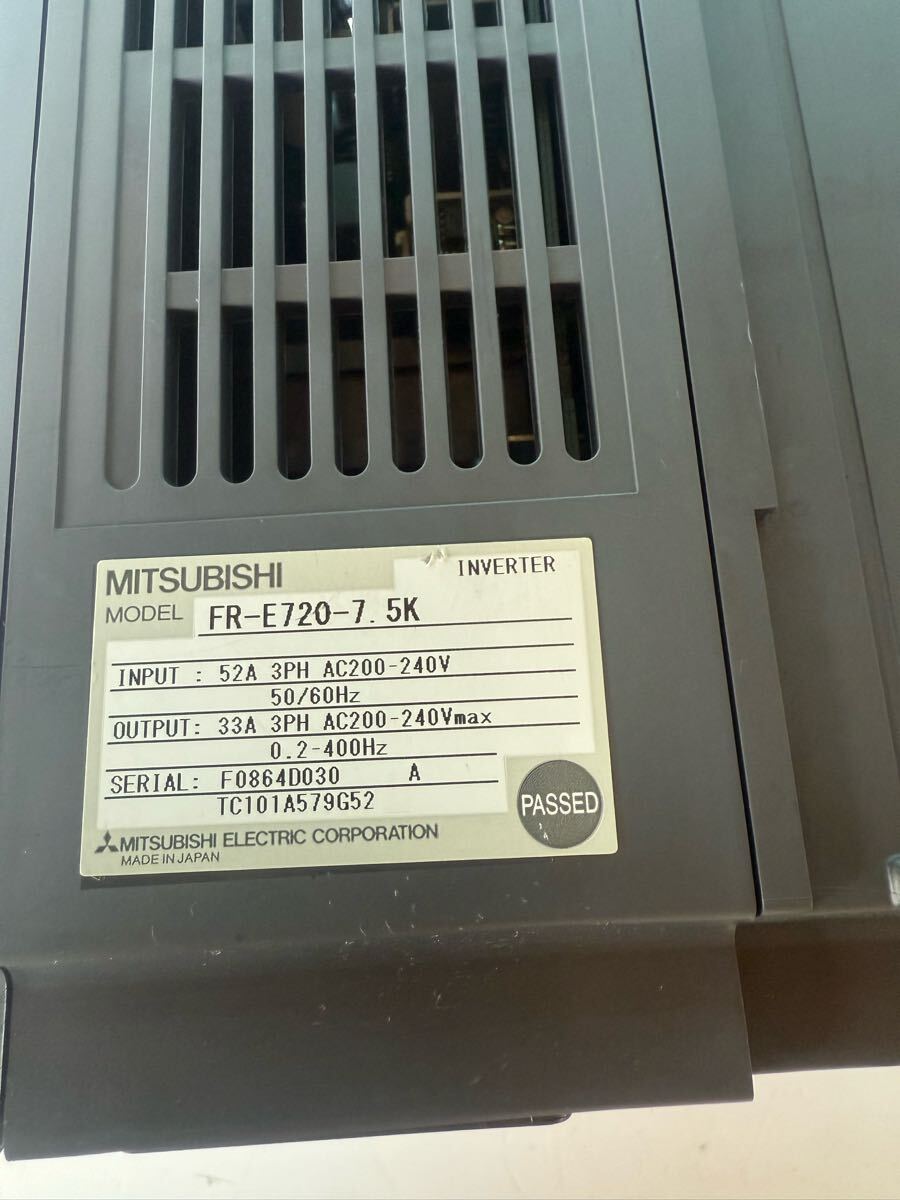 MITSUBISHI
INVERTER
MODEL FR-E720-7.5K
INPUT : 52A 3PH AC200-240V
50/60Hz
OUTPUT: 33A 3PH AC200-240Vmax
0.2-400Hz
SERIAL: F0864D030 A
TC101A579G52
PASSED
MITSUBISHI ELECTRIC CORPORATION
MADE IN JAPAN